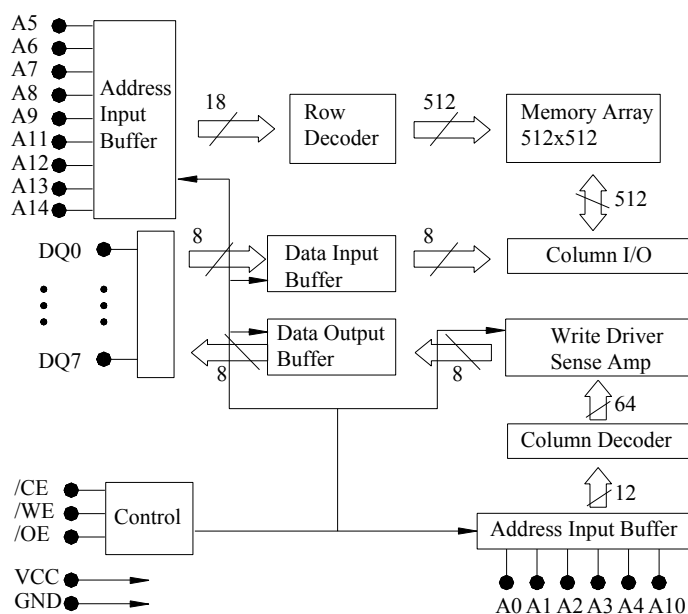 A5
A6
A7
A8
A9
A11
A12
A13
A14
Address
Input
Buffer
18
Row
Decoder
512
Memory Array
512x512
512
DQ0
DQ7
8
Data Input
Buffer
8
Column I/O
Data Output
Buffer
8
8
Write Driver
Sense Amp
64
Column Decoder
12
/CE
/WE
/OE
Control
Address Input Buffer
VCC
GND
A0 A1 A2 A3 A4 A10